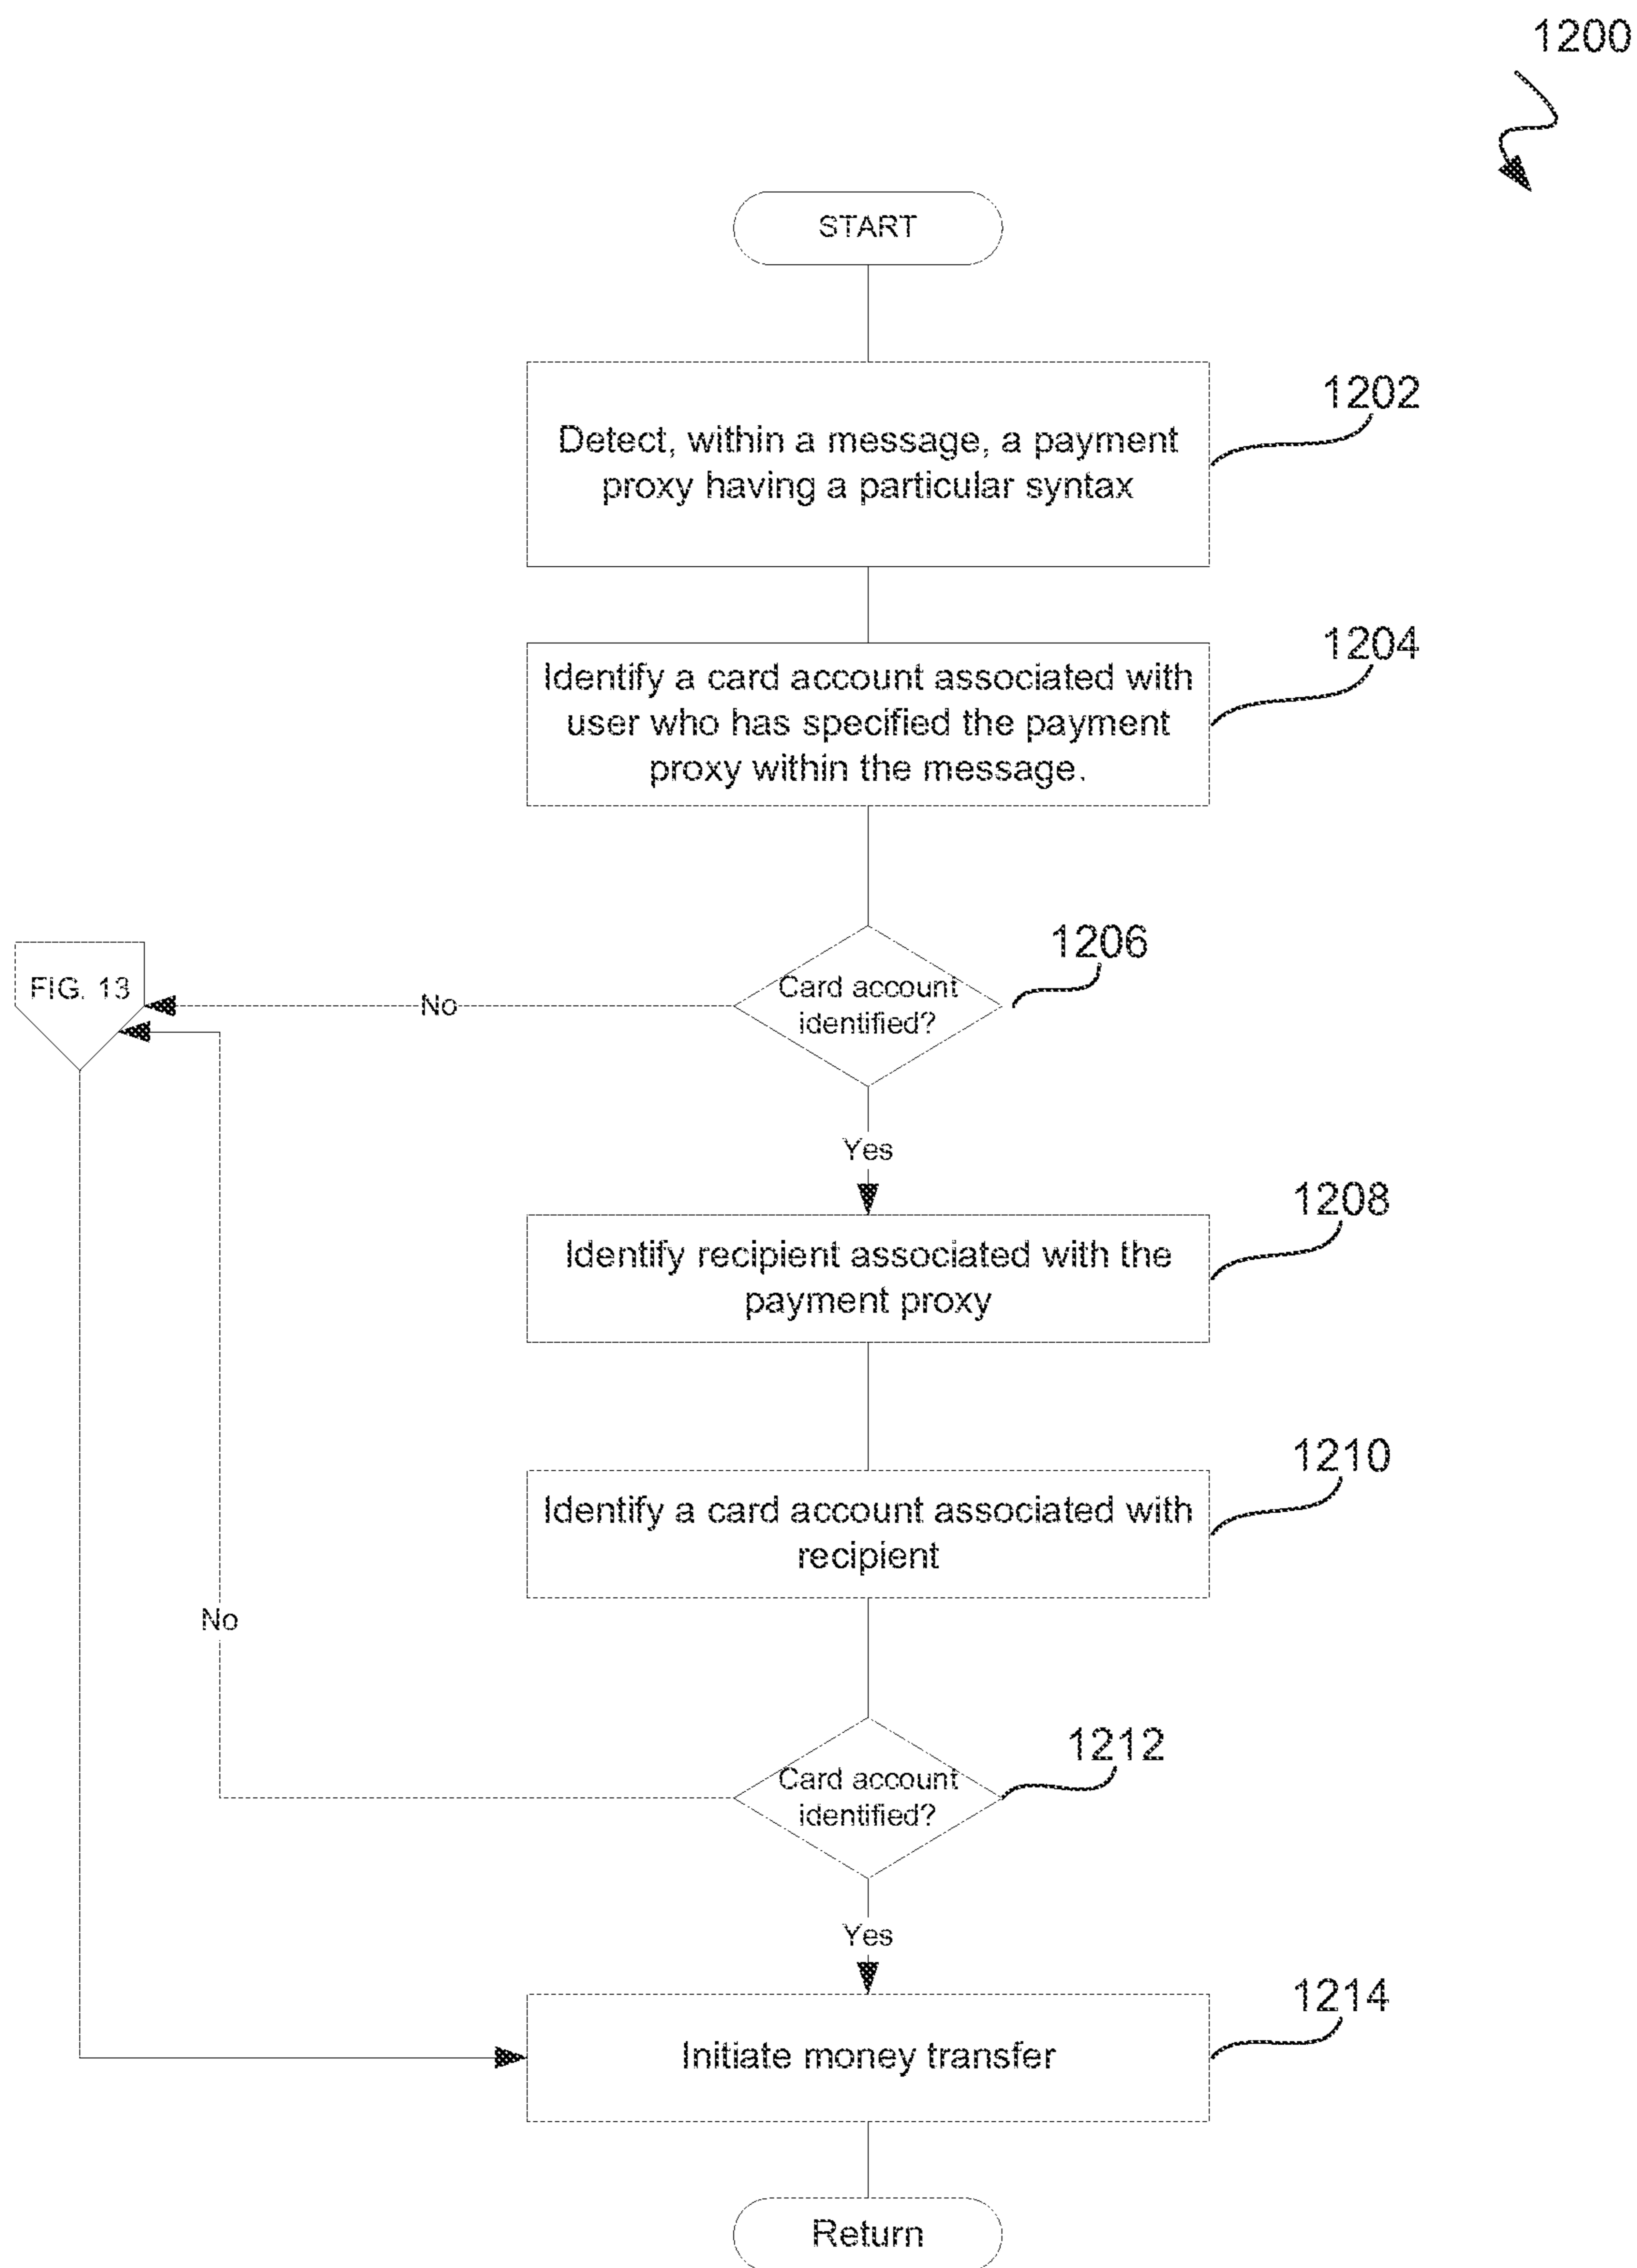 1200
START
Detect, within a message, a payment
proxy having a particular syntax
1202
Identify a card account associated with
user who has specified the payment
proxy within the message.
1204
FIG. 13
No
Card account
identified?
1206
Yes
Identify recipient associated with the
payment proxy
1208
Identify a card account associated with
recipient
1210
No
Card account
identified?
1212
Yes
Initiate money transfer
1214
Return